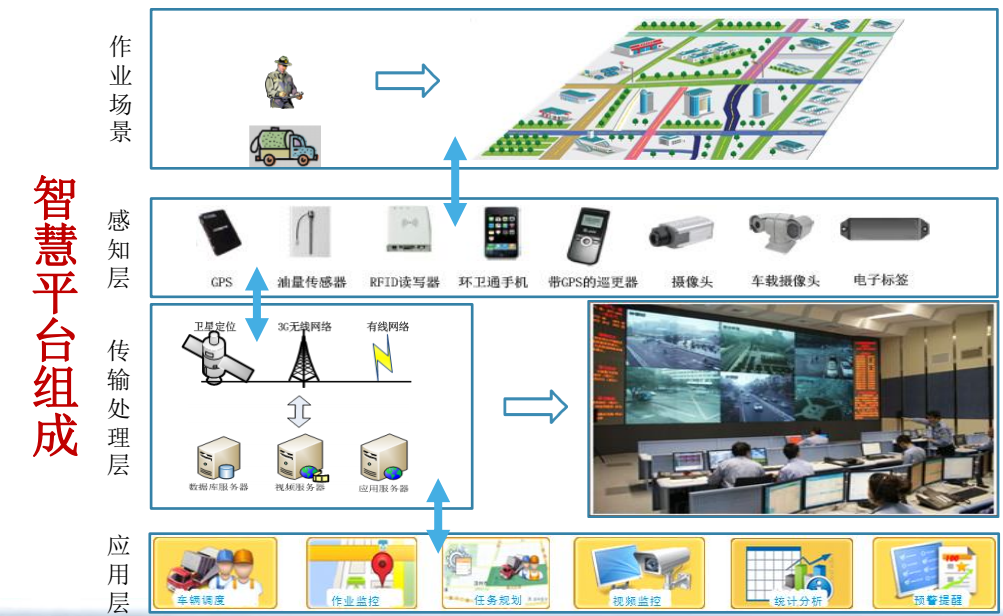 智慧平台组成
作业场景
感知层
GPS
油量传感器
RFID读写器
环卫通手机
带GPS的巡更器
摄像头
车载摄像头
电子标签
传输处理层
卫星定位
3G无线网络
有线网络
数据库服务器
视频服务器
应用服务器
应用层
车辆调度
作业监控
任务规划
视频监控
统计分析
预警提醒